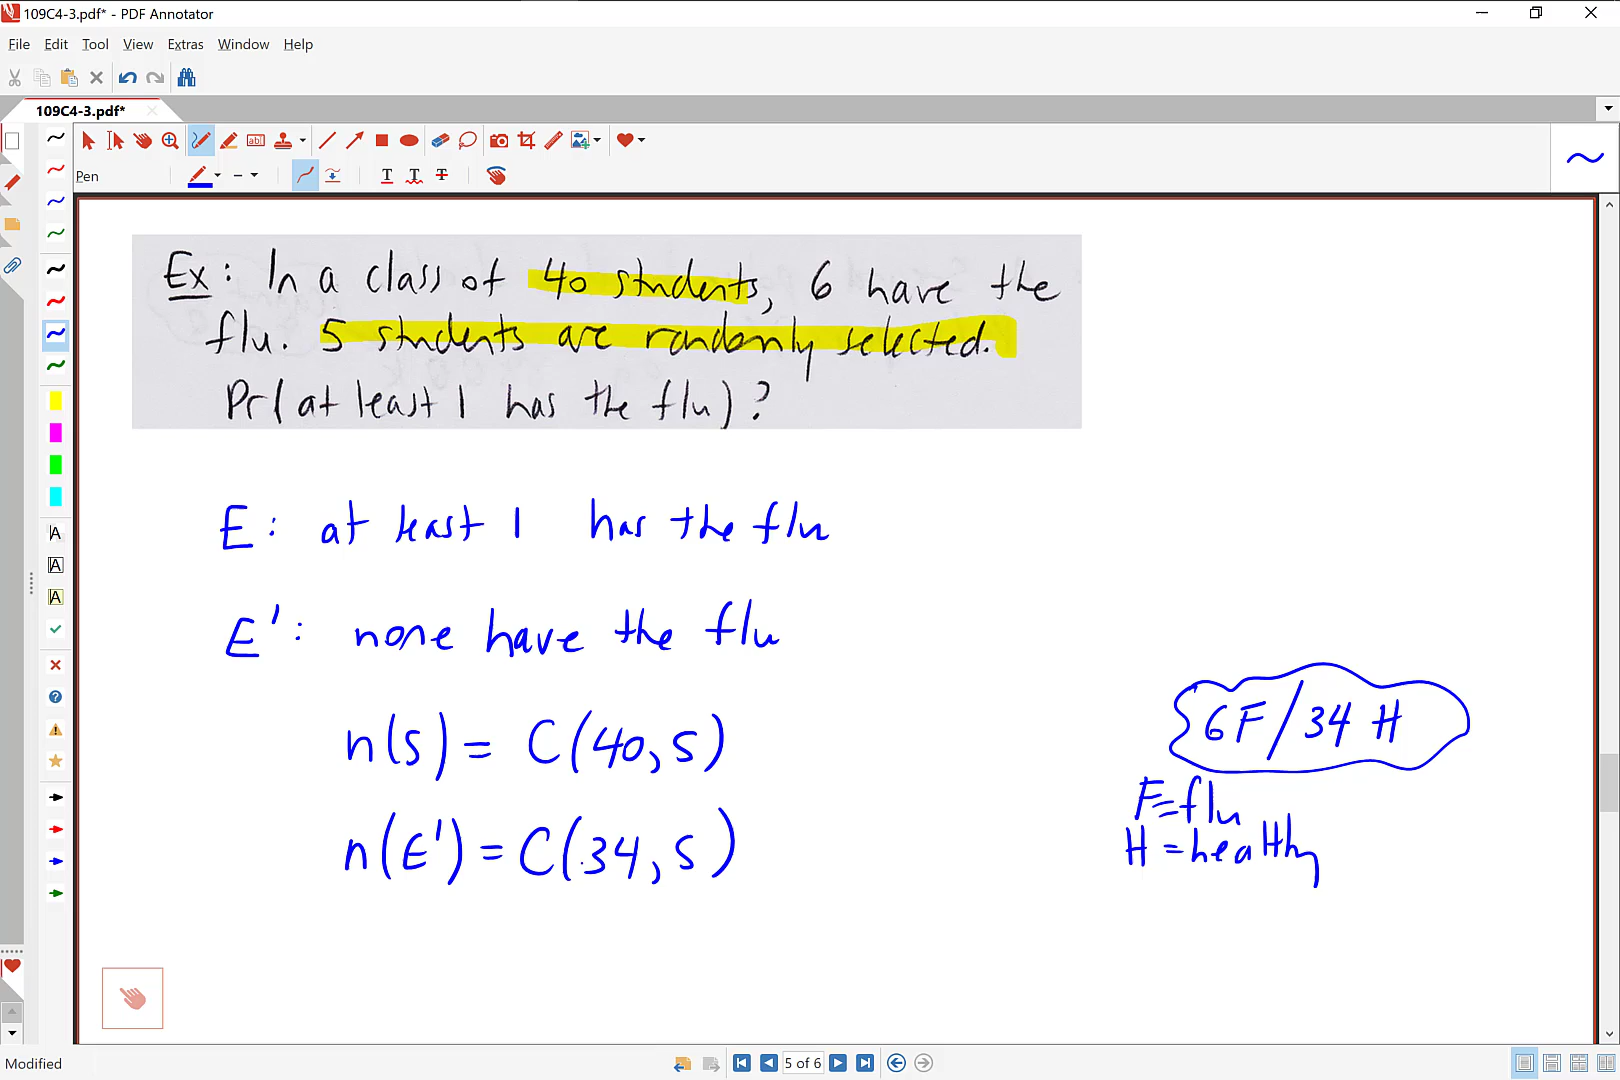 109C4-3.pdf* - PDF Annotator
File Edit Tool View Extras Window Help
109C4-3.pdf*
Pen
Ex: In a class of 40 students, 6 have the
flu. 5 students are randomly selected.
Pr(at least 1 has the flu)?
E: at least 1 has the flu
E': none have the flu
n(S) = C(40,5)
n(E') = C(34,5)
6F/34 H
F=flu
H=healthy
Modified
5 of 6